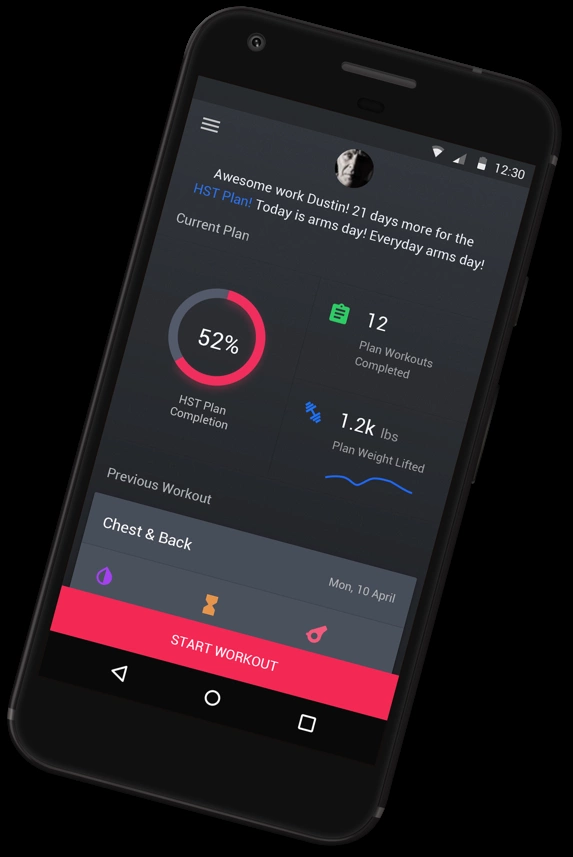 12:30
Awesome work Dustin! 21 days more for the
HST Plan! Today is arms day! Everyday arms day!
Current Plan
52%
HST Plan
Completion
12
Plan Workouts
Completed
1.2k lbs
Plan Weight Lifted
Previous Workout
Chest & Back
Mon, 10 April
START WORKOUT